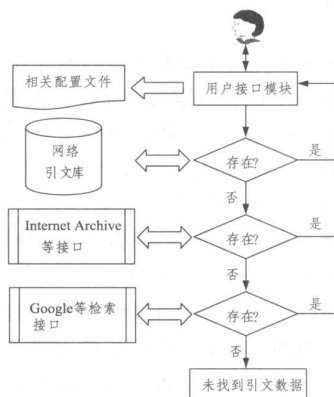 相关配置文件
用户接口模块
网络
引文库
存在?
是
否
Internet Archive
等接口
存在?
是
否
Google等检索
接口
存在?
是
否
未找到引文数据